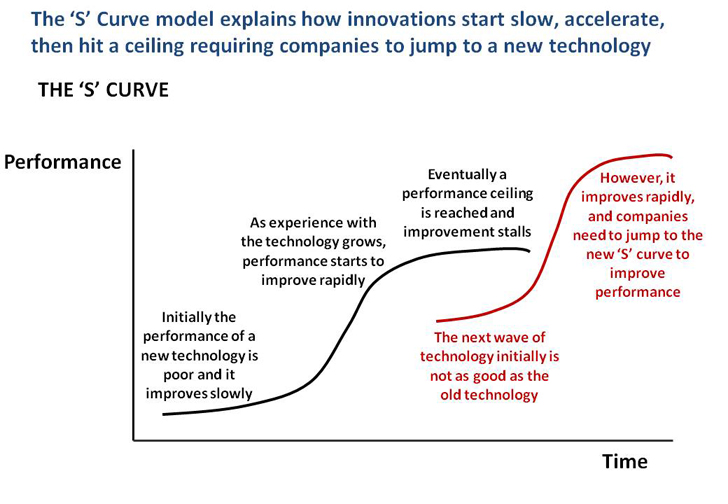 The ‘S’ Curve model explains how innovations start slow, accelerate,
then hit a ceiling requiring companies to jump to a new technology
THE ‘S’ CURVE
Performance
Initially the
performance of a
new technology is
poor and it
improves slowly
As experience with
the technology grows,
performance starts to
improve rapidly
Eventually a
performance ceiling
is reached and
improvement stalls
The next wave of
technology initially is
not as good as the
old technology
However, it
improves rapidly,
and companies
need to jump to the
new ‘S’ curve to
improve
performance
Time